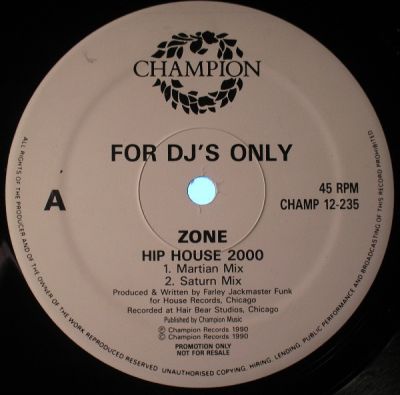 CHAMPION
FOR DJ'S ONLY
A
45 RPM
CHAMP 12-235
ZONE
HIP HOUSE 2000
1. Martian Mix
2. Saturn Mix
Produced & Written by Farley Jackmaster Funk
for House Records, Chicago
Recorded at Hair Bear Studios, Chicago
Published by Champion Music
℗ Champion Records 1990
© Champion Records 1990
PROMOTION ONLY
NOT FOR RESALE
ALL RIGHTS OF THE PRODUCER AND OF THE OWNER OF THE WORK REPRODUCED RESERVED UNAUTHORISED COPYING, HIRING, LENDING, PUBLIC PERFORMANCE AND BROADCASTING OF THIS RECORD PROHIBITED